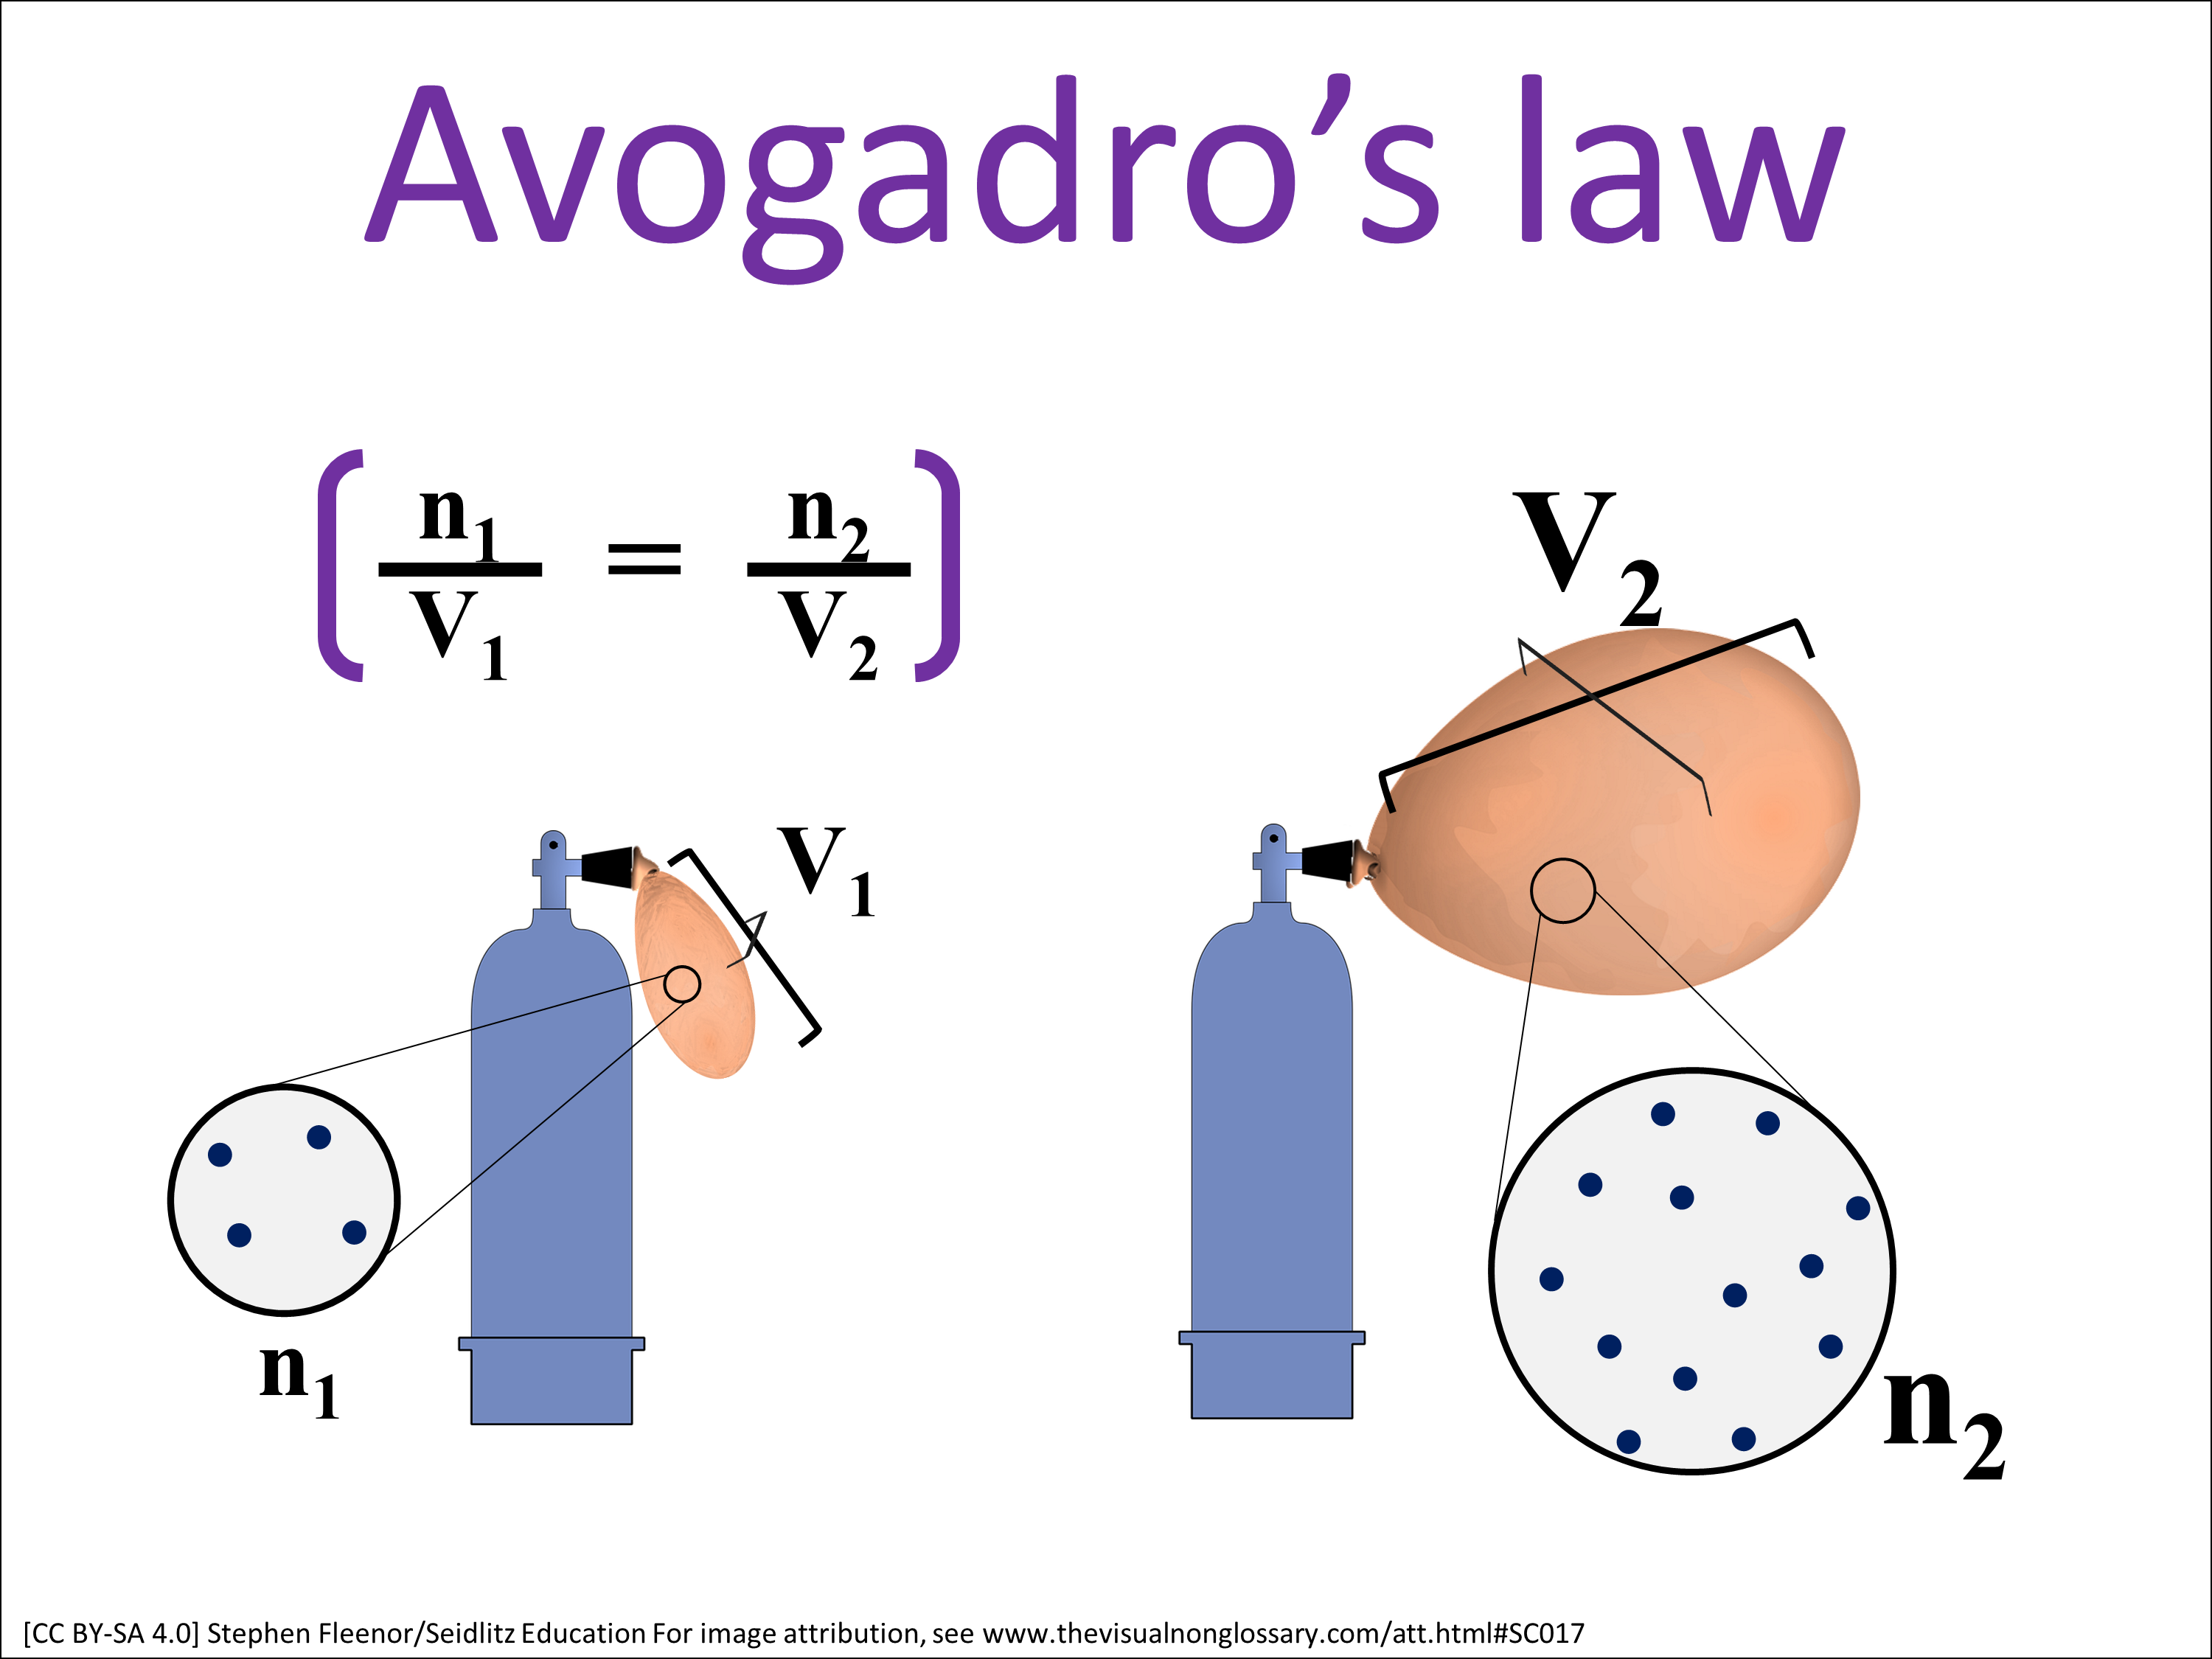 Avogadro’s law
n₁ / V₁ = n₂ / V₂
V₂
V₁
n₁
n₂
[CC BY-SA 4.0] Stephen Fleenor/Seidlitz Education For image attribution, see www.thevisualnonglossary.com/att.html#SC017